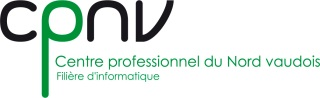 cpnv
Centre professionnel du Nord vaudois
Filière d'informatique